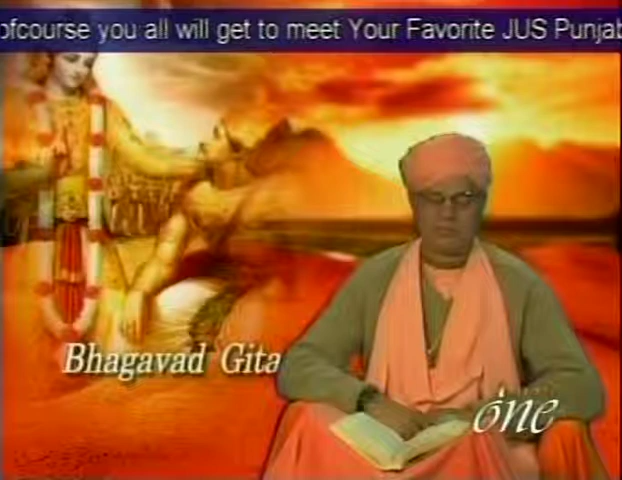 ofcourse you all will get to meet Your Favorite JUS Punjab
Bhagavad Gita
one